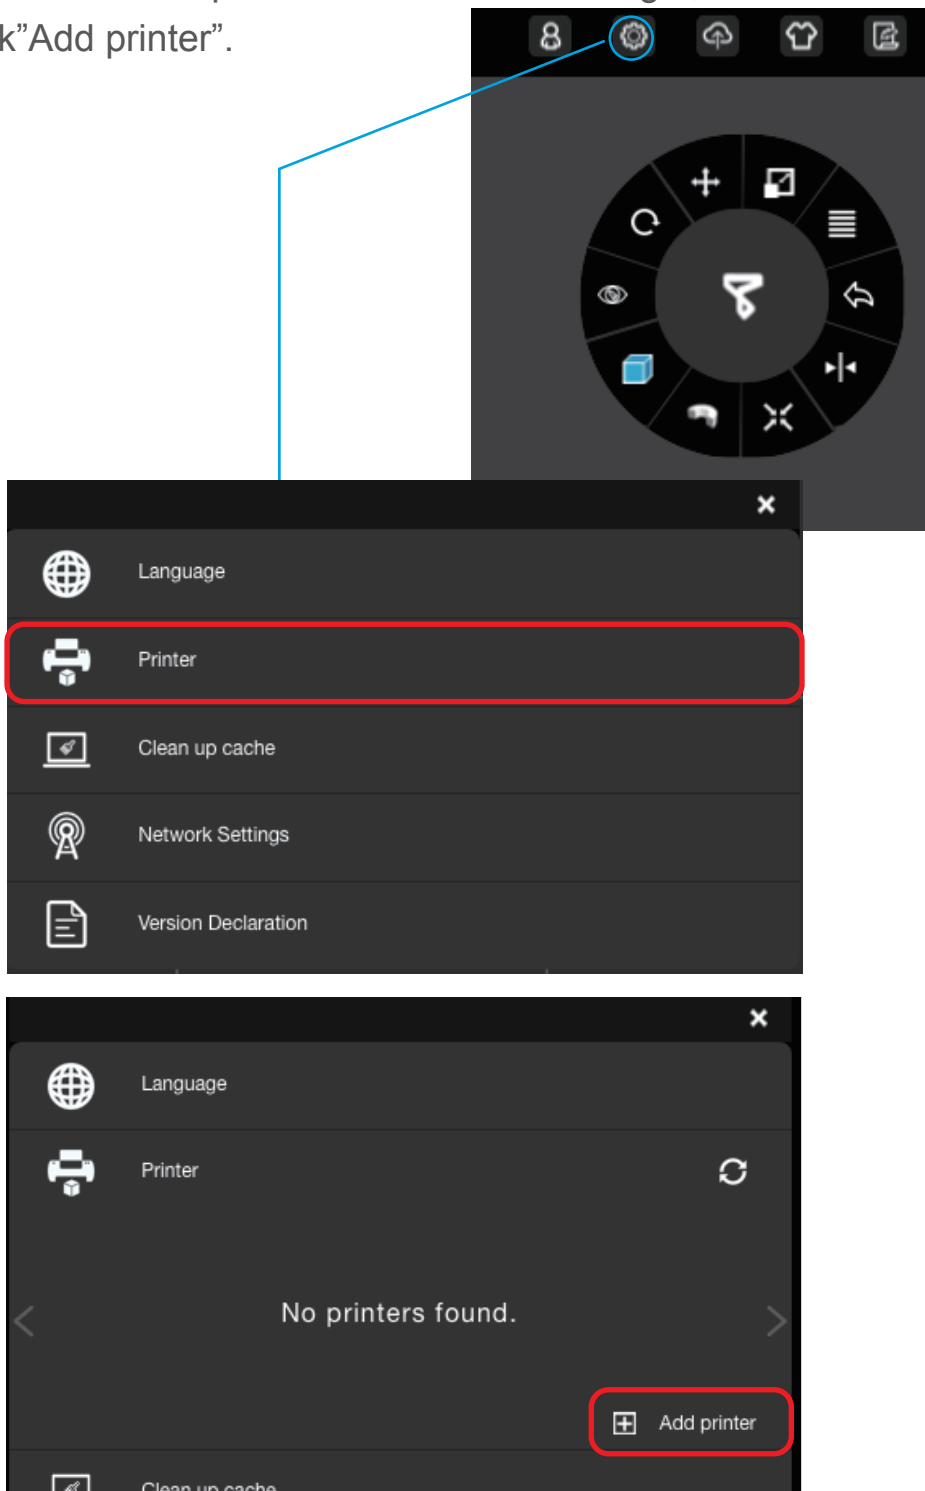 k”Add printer”.
Language
Printer
Clean up cache
Network Settings
Version Declaration
Language
Printer
No printers found.
Add printer
Clean up cache